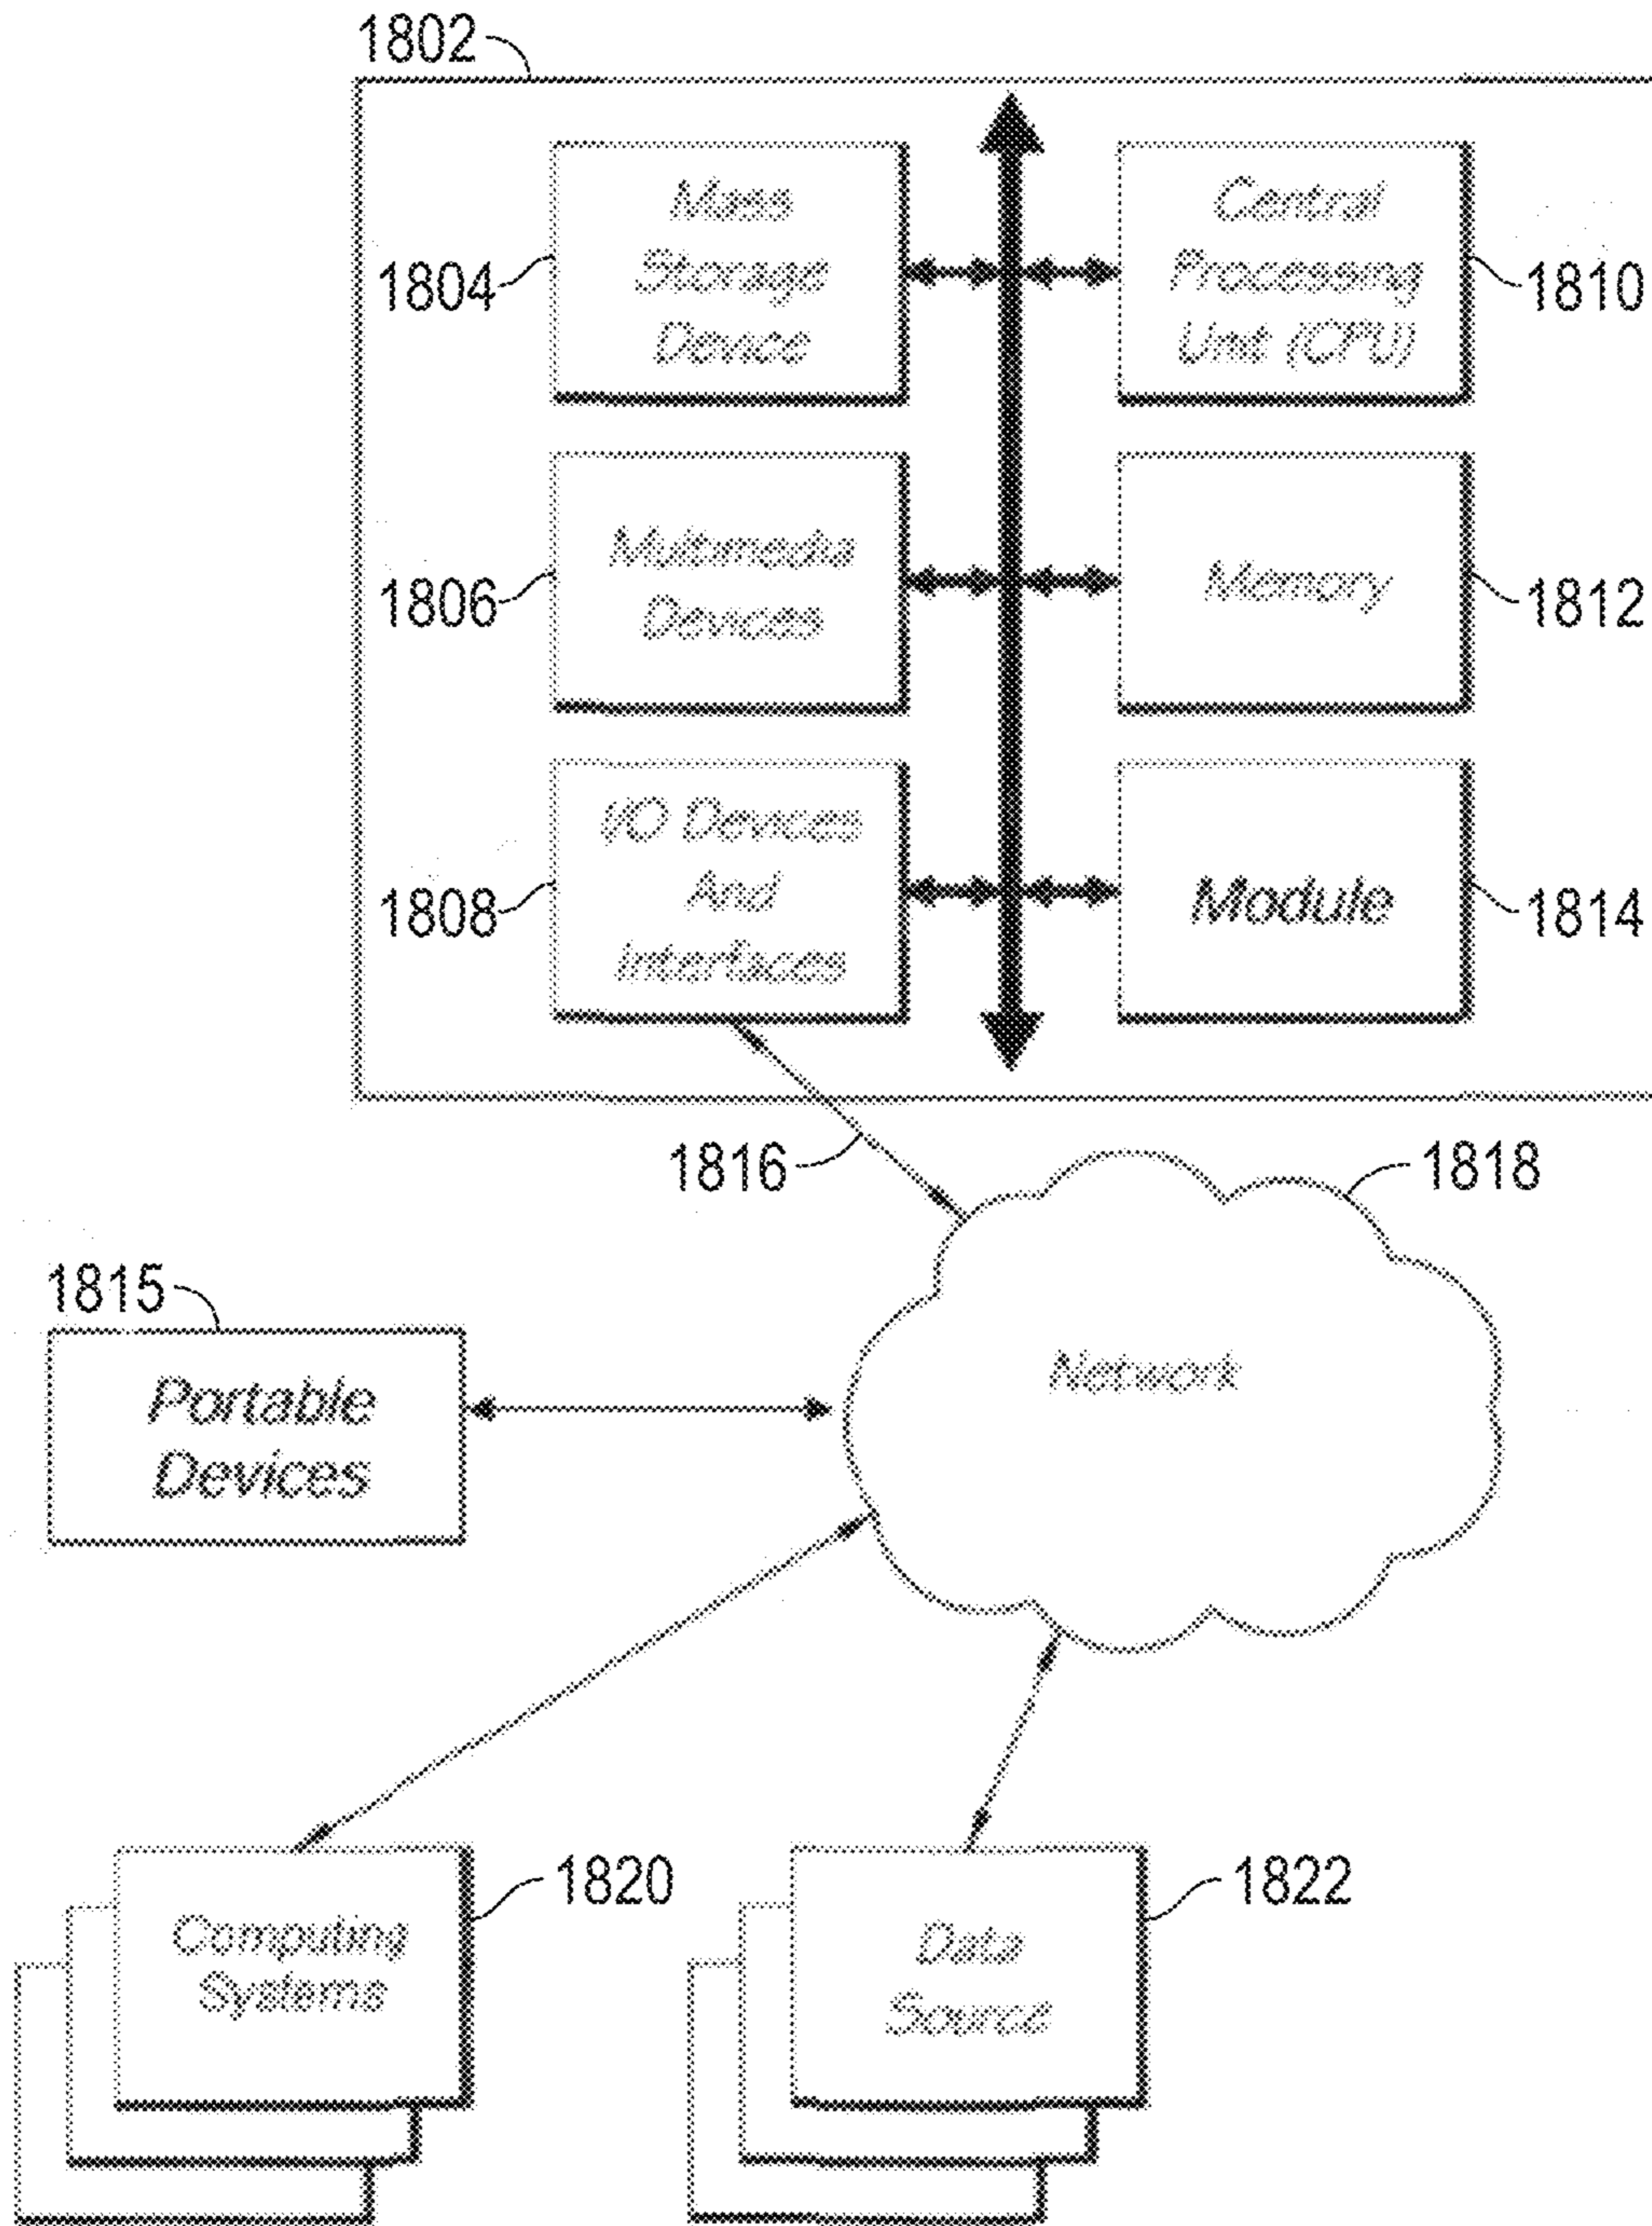 1802
Mass
Storage
Device
1804
Central
Processing
Unit (CPU)
1810
Multimedia
Devices
1806
Memory
1812
I/O Devices
And
Interfaces
1808
Module
1814
1816
1818
Network
1815
Portable
Devices
Computing
Systems
1820
Data
Source
1822